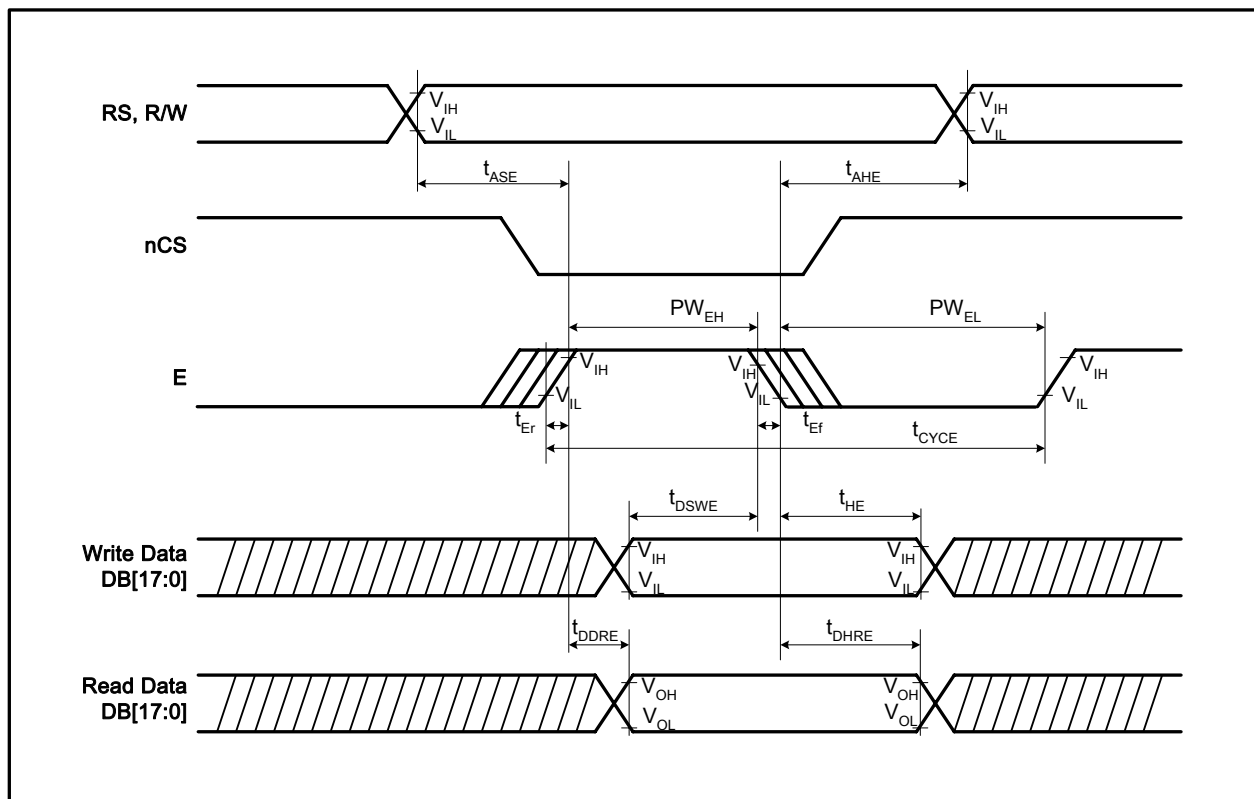 RS, R/W
VIH
VIH
VIL
VIL
tASE
tAHE
nCS
PWEH
PWEL
E
VIH
VIH
VIH
VIL
VIL
VIL
tEr
tEf
tCYCE
tDSWE
tHE
Write Data
DB[17:0]
VIH
VIH
VIL
VIL
tDDRE
tDHRE
Read Data
DB[17:0]
VOH
VOH
VOL
VOL